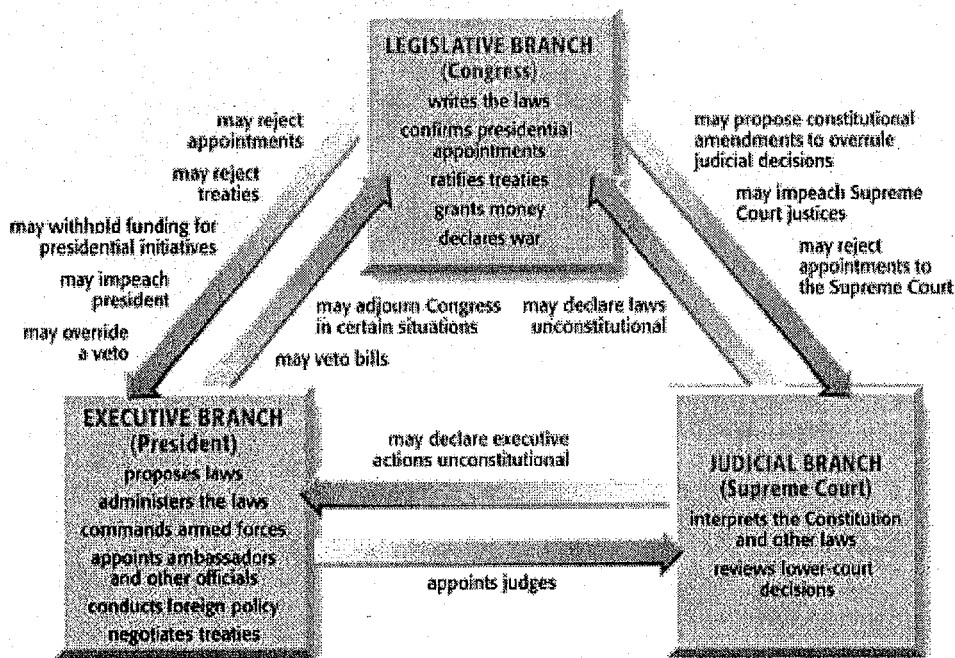 LEGISLATIVE BRANCH
(Congress)
writes the laws
confirms presidential
appointments
ratifies treaties
grants money
declares war
may reject
appointments
may reject
treaties
may withhold funding for
presidential initiatives
may impeach
president
may override
a veto
may propose constitutional
amendments to overrule
judicial decisions
may impeach Supreme
Court justices
may reject
appointments to
the Supreme Court
may adjourn Congress
in certain situations
may veto bills
may declare laws
unconstitutional
EXECUTIVE BRANCH
(President)
proposes laws
administers the laws
commands armed forces
appoints ambassadors
and other officials
conducts foreign policy
negotiates treaties
may declare executive
actions unconstitutional
appoints judges
JUDICIAL BRANCH
(Supreme Court)
interprets the Constitution
and other laws
reviews lower-court
decisions